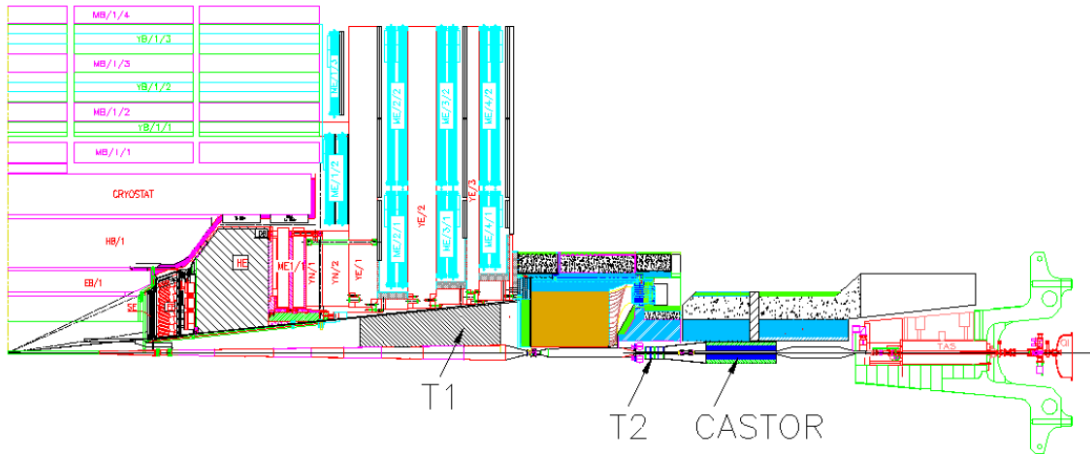 MB/1/4
YB/1/3
MB/1/3
YB/1/2
MB/1/2
YB/1/1
MB/1/1
CRYOSTAT
HB/1
EB/1
SE
HE
ME1/1
YN/1
YN/2
YE/1
ME/1/3
ME/1/2
ME/2/2
ME/2/1
YE/2
ME/3/2
ME/3/1
YE/3
ME/4/2
ME/4/1
TAS
Q1
T1
T2
CASTOR